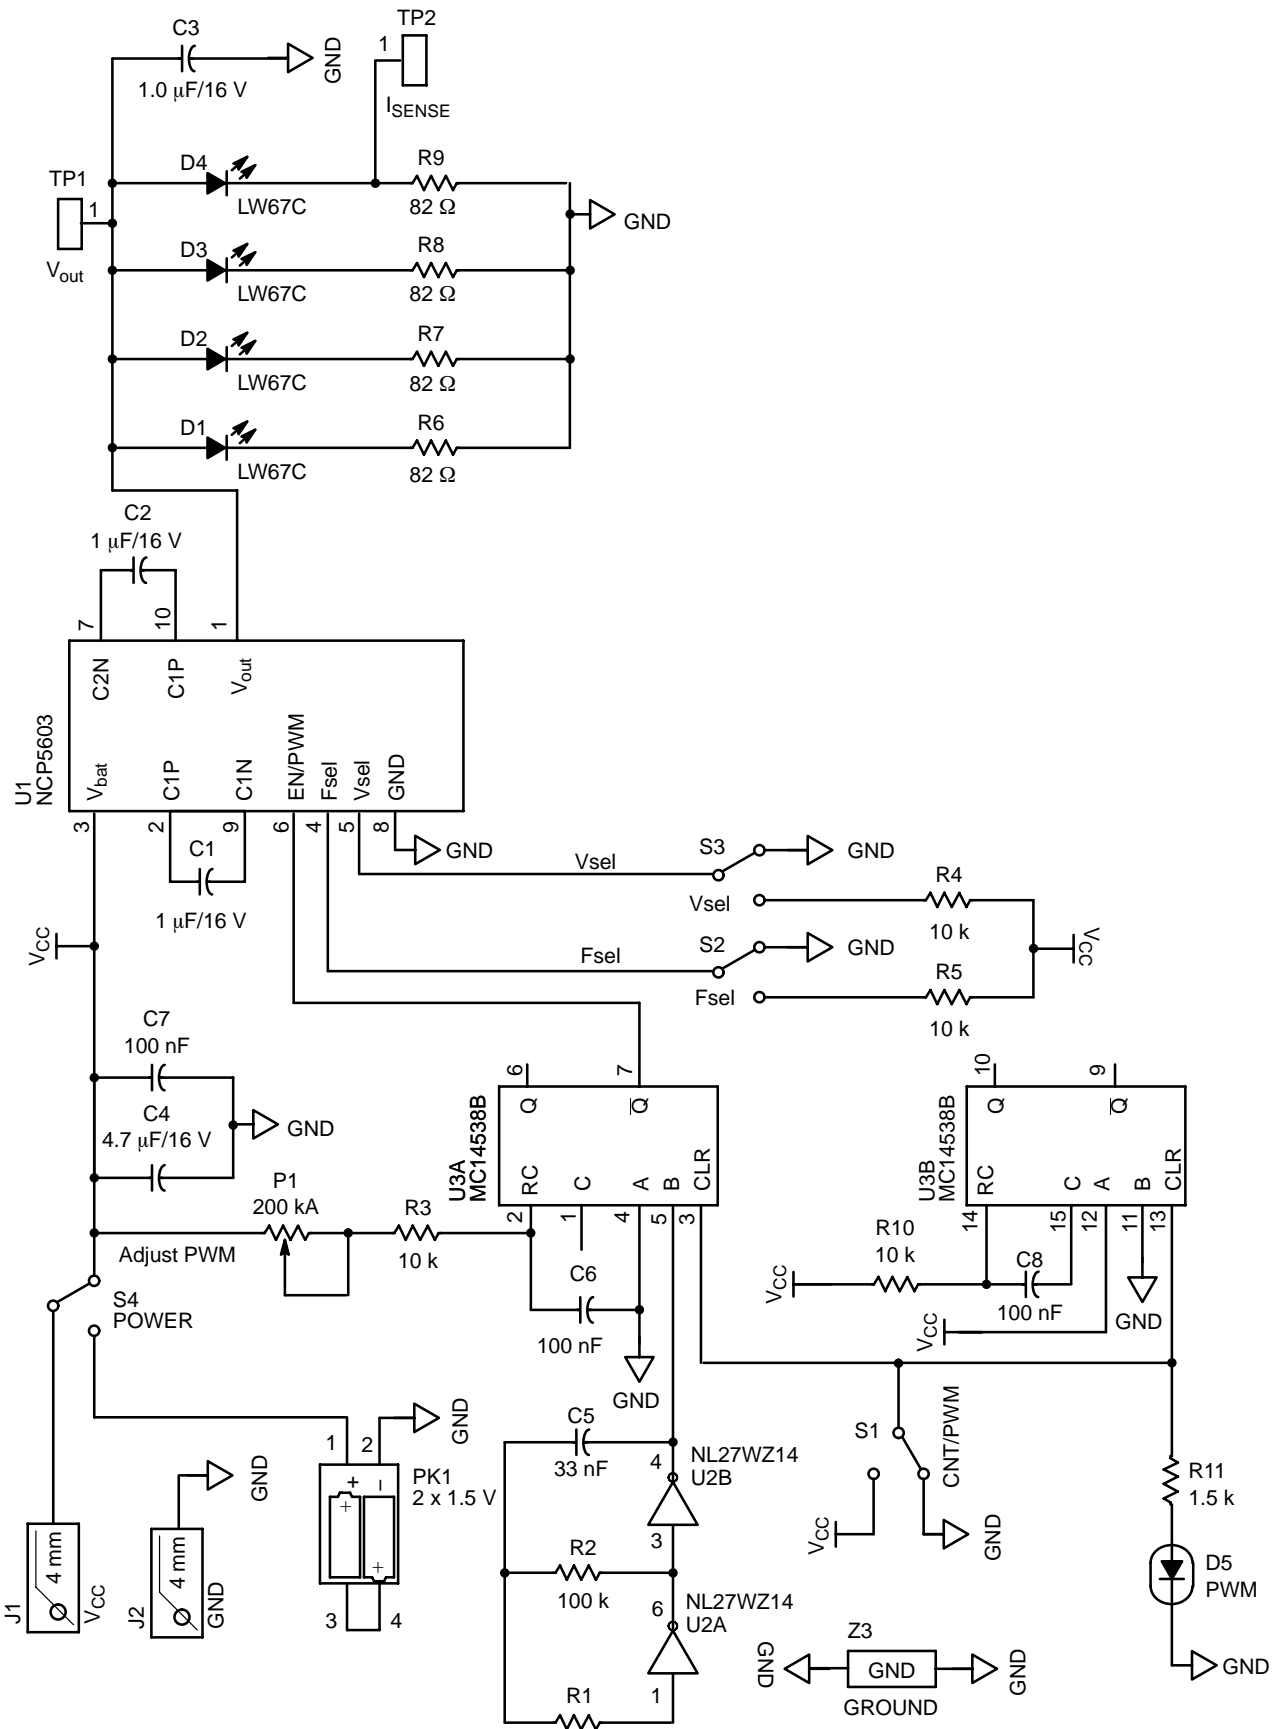 TP2
C3
1
GND
1.0 μF/16 V
ISENSE
D4
R9
TP1
1
LW67C
82 Ω
GND
Vout
D3
R8
LW67C
82 Ω
D2
R7
LW67C
82 Ω
D1
R6
LW67C
82 Ω
C2
1 μF/16 V
7
10
1
C2N
C1P
Vout
U1
NCP5603
Vbat
C1P
C1N
EN/PWM
Fsel
Vsel
GND
3
2
9
6
4
5
8
C1
GND
1 μF/16 V
Vsel
S3
GND
Vsel
R4
10 k
VCC
Fsel
S2
GND
Fsel
R5
10 k
VCC
C7
100 nF
C4
4.7 μF/16 V
GND
6
7
Q
Q̅
U3A
MC14538B
RC
C
A
B
CLR
2
1
4
5
3
10
9
Q
Q̅
U3B
MC14538B
RC
C
A
B
CLR
14
15
12
11
13
P1
200 kA
Adjust PWM
R3
10 k
C6
100 nF
GND
R10
10 k
VCC
C8
100 nF
VCC
GND
S4
POWER
1
2
GND
PK1
2 x 1.5 V
+
−
+
+
3
4
J1
4 mm
VCC
J2
4 mm
GND
GND
C5
33 nF
4
NL27WZ14
U2B
3
R2
100 k
6
NL27WZ14
U2A
1
R1
S1
CNT/PWM
VCC
GND
R11
1.5 k
D5
PWM
GND
Z3
GND
GND
GND
GROUND